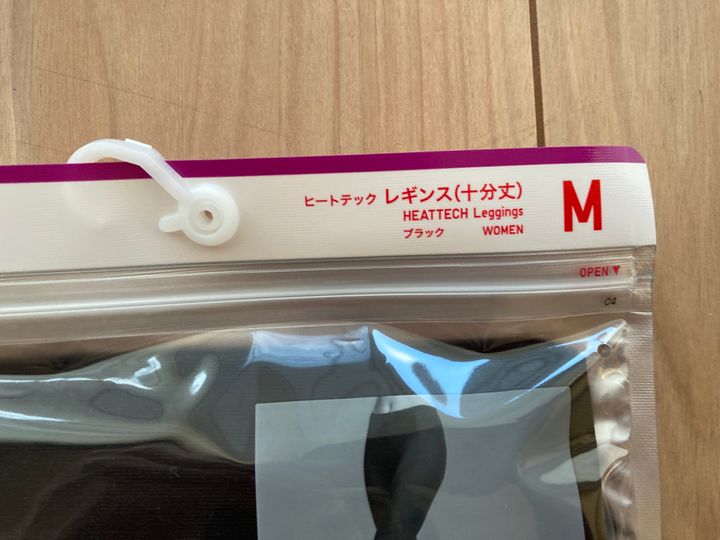 ヒートテック レギンス(十分丈)
HEATTECH Leggings
ブラック WOMEN
M
OPEN▼
C4